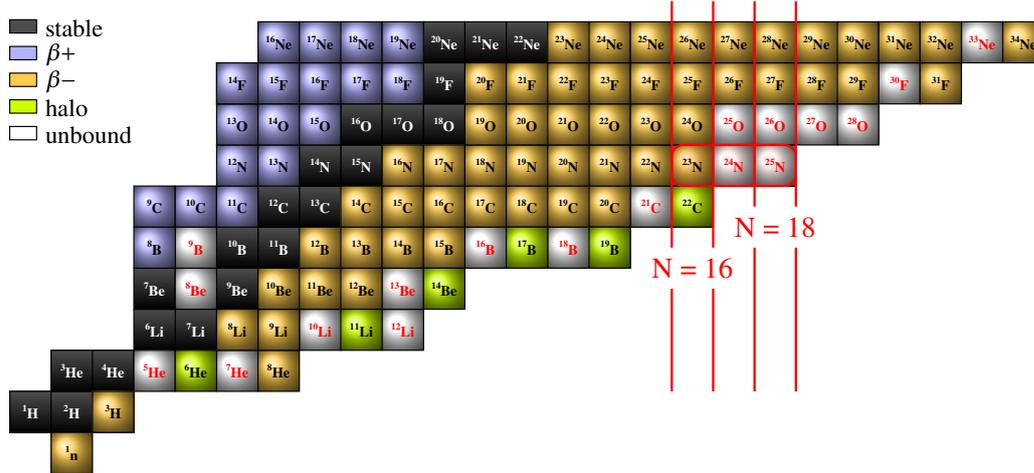 stable
β+
β−
halo
unbound
¹⁶Ne ¹⁷Ne ¹⁸Ne ¹⁹Ne ²⁰Ne ²¹Ne ²²Ne ²³Ne ²⁴Ne ²⁵Ne ²⁶Ne ²⁷Ne ²⁸Ne ²⁹Ne ³⁰Ne ³¹Ne ³²Ne ³³Ne ³⁴Ne
¹⁴F ¹⁵F ¹⁶F ¹⁷F ¹⁸F ¹⁹F ²⁰F ²¹F ²²F ²³F ²⁴F ²⁵F ²⁶F ²⁷F ²⁸F ²⁹F ³⁰F ³¹F
¹³O ¹⁴O ¹⁵O ¹⁶O ¹⁷O ¹⁸O ¹⁹O ²⁰O ²¹O ²²O ²³O ²⁴O ²⁵O ²⁶O ²⁷O ²⁸O
¹²N ¹³N ¹⁴N ¹⁵N ¹⁶N ¹⁷N ¹⁸N ¹⁹N ²⁰N ²¹N ²²N ²³N ²⁴N ²⁵N
⁹C ¹⁰C ¹¹C ¹²C ¹³C ¹⁴C ¹⁵C ¹⁶C ¹⁷C ¹⁸C ¹⁹C ²⁰C ²¹C ²²C
N = 18
⁸B ⁹B ¹⁰B ¹¹B ¹²B ¹³B ¹⁴B ¹⁵B ¹⁶B ¹⁷B ¹⁸B ¹⁹B
N = 16
⁷Be ⁸Be ⁹Be ¹⁰Be ¹¹Be ¹²Be ¹³Be ¹⁴Be
⁶Li ⁷Li ⁸Li ⁹Li ¹⁰Li ¹¹Li ¹²Li
³He ⁴He ⁵He ⁶He ⁷He ⁸He
¹H ²H ³H
¹n